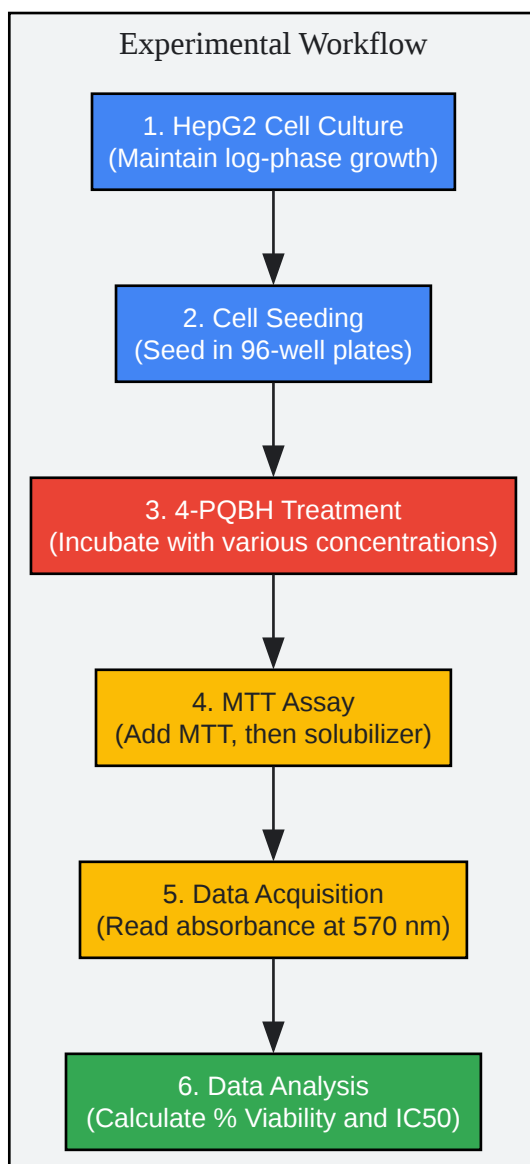 Experimental Workflow
1. HepG2 Cell Culture
(Maintain log-phase growth)
2. Cell Seeding
(Seed in 96-well plates)
3. 4-PQBH Treatment
(Incubate with various concentrations)
4. MTT Assay
(Add MTT, then solubilizer)
5. Data Acquisition
(Read absorbance at 570 nm)
6. Data Analysis
(Calculate % Viability and IC50)